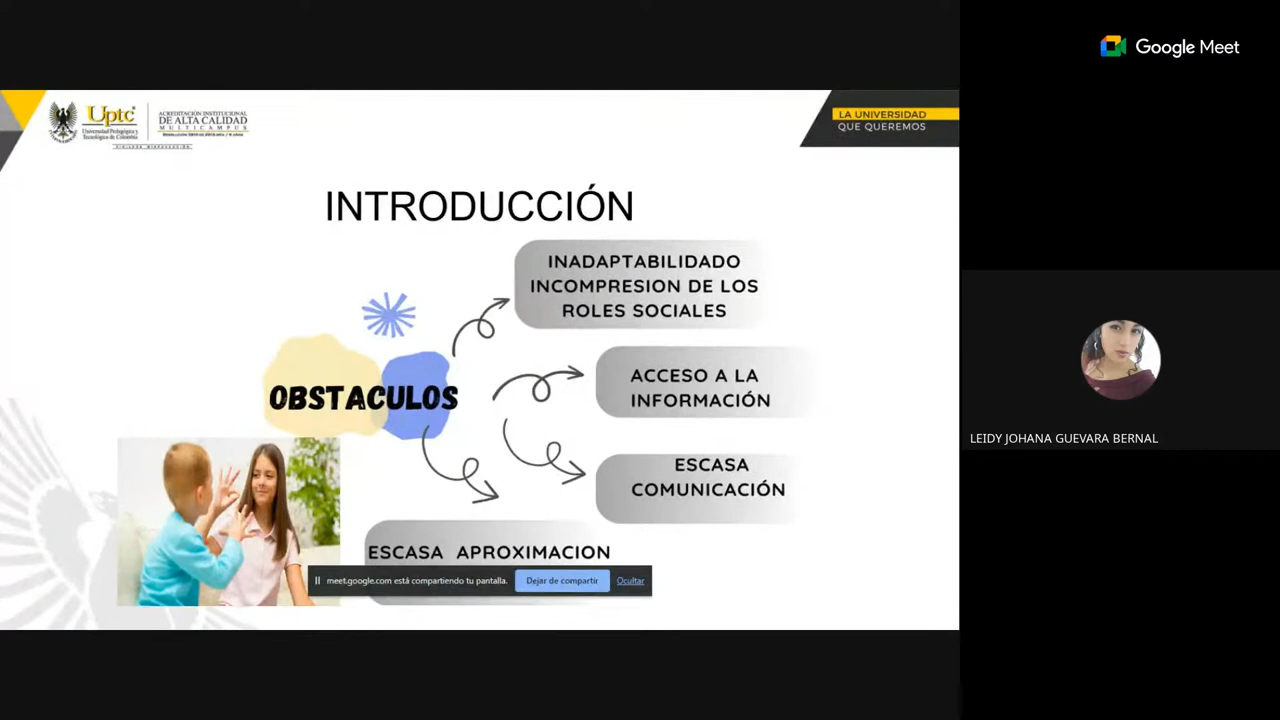 Google Meet
Uptc
Universidad Pedagógica y
Tecnológica de Colombia
ACREDITACIÓN INSTITUCIONAL
DE ALTA CALIDAD
MULTICAMPUS
LA UNIVERSIDAD
QUE QUEREMOS
INTRODUCCIÓN
INADAPTABILIDADO
INCOMPRESION DE LOS
ROLES SOCIALES
OBSTACULOS
ACCESO A LA
INFORMACIÓN
ESCASA
COMUNICACIÓN
ESCASA APROXIMACION
meet.google.com está compartiendo tu pantalla.
Dejar de compartir
Ocultar
LEIDY JOHANA GUEVARA BERNAL